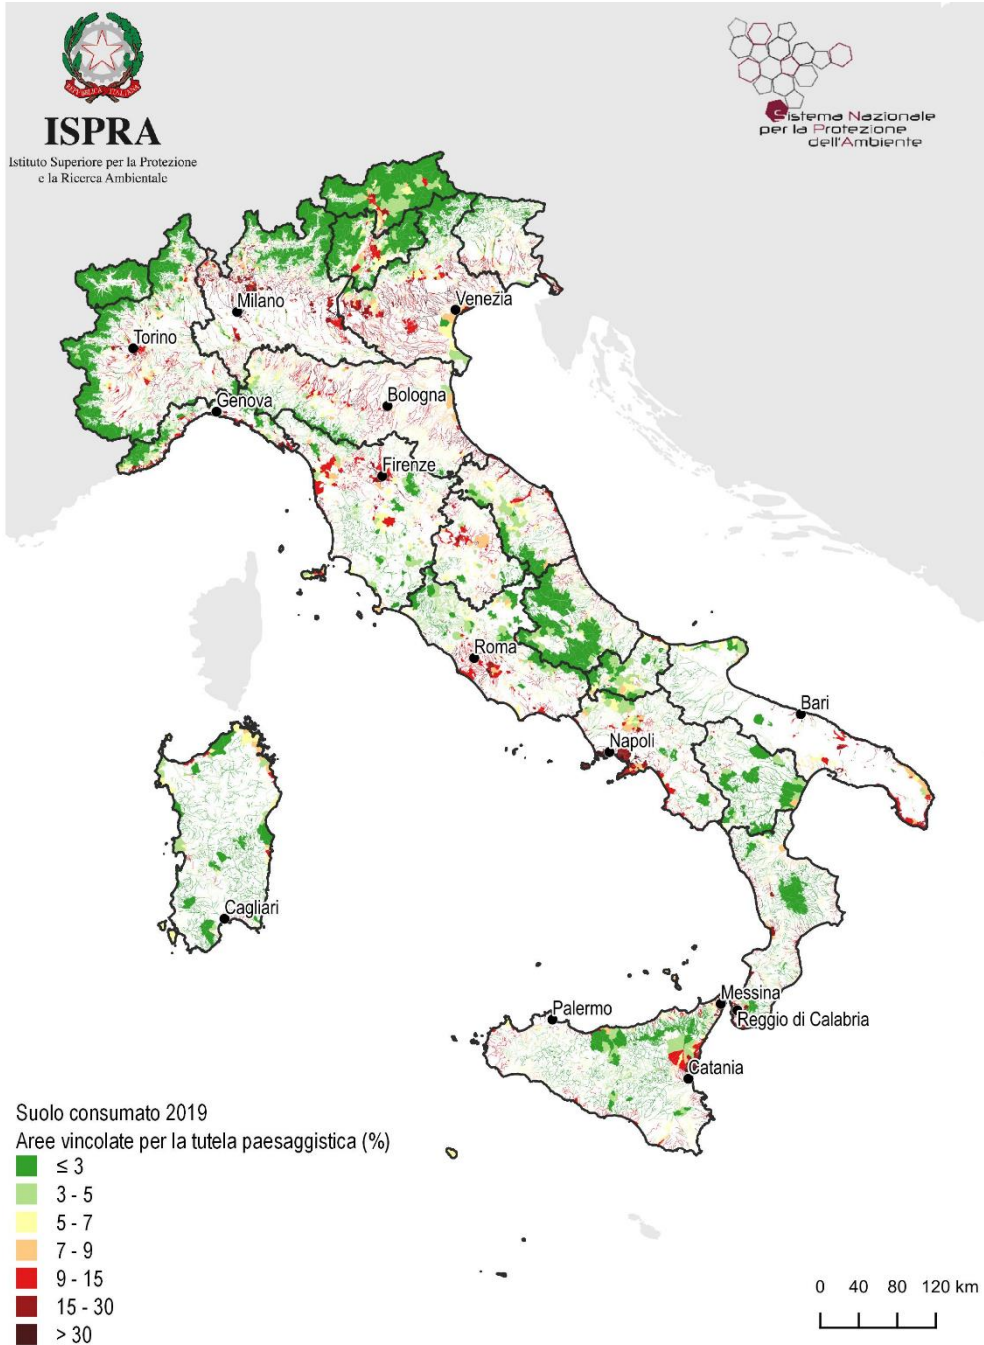 REPVBBLICA ITALIANA
ISPRA
Istituto Superiore per la Protezione
e la Ricerca Ambientale
Sistema Nazionale
per la Protezione
dell'Ambiente
Venezia
Milano
Torino
Genova
Bologna
Firenze
Roma
Bari
Napoli
Cagliari
Messina
Palermo
Reggio di Calabria
Catania
Suolo consumato 2019
Aree vincolate per la tutela paesaggistica (%)
≤ 3
3 - 5
5 - 7
7 - 9
9 - 15
15 - 30
> 30
0 40 80 120 km